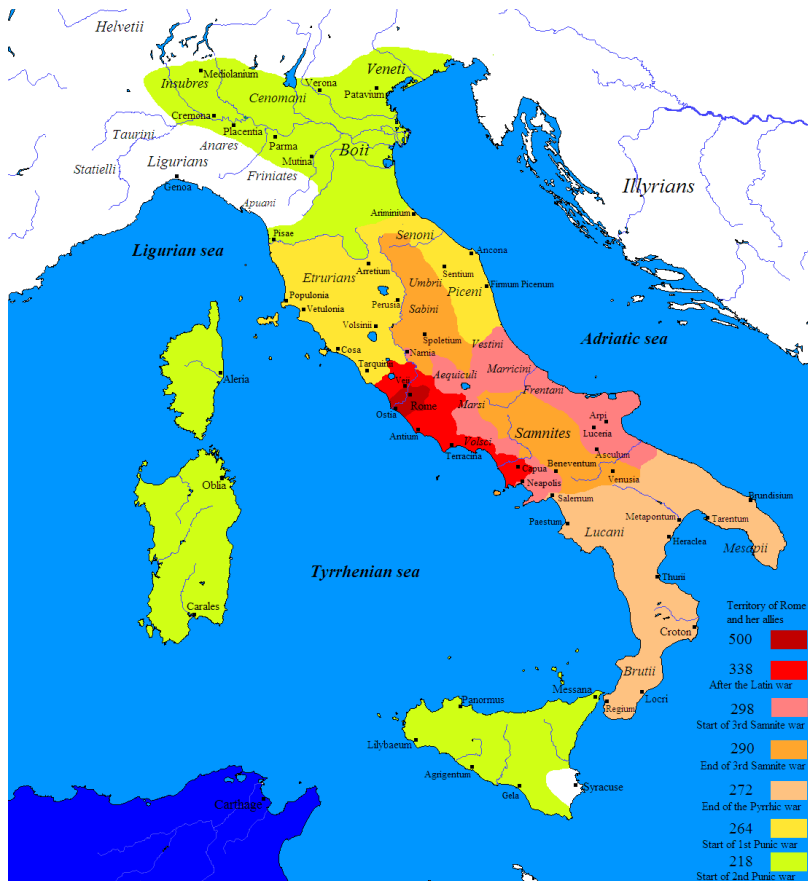 Helvetii
Insubres
Mediolanium
Veneti
Verona
Cenomani
Patavium
Cremona
Placentia
Taurini
Anares
Parma
Boii
Mutina
Statielli
Ligurians
Friniates
Genoa
Apuani
Illyrians
Ariminium
Pisae
Senoni
Ligurian sea
Ancona
Etrurians
Arretium
Sentium
Umbrii
Piceni
Firmum Picenum
Populonia
Vetulonia
Perusia
Sabini
Volsinii
Adriatic sea
Spoletium
Vestini
Cosa
Narnia
Tarquinii
Aequiculi
Marricini
Aleria
Veii
Frentani
Rome
Marsi
Ostia
Arpi
Antium
Volsci
Samnites
Luceria
Terracina
Asculum
Capua
Beneventum
Oblia
Neapolis
Venusia
Salernum
Brundisium
Paestum
Metapontum
Tarentum
Lucani
Heraclea
Mesapii
Tyrrhenian sea
Thurii
Carales
Territory of Rome
and her allies
Croton
500
338
After the Latin war
Brutii
Messana
Locri
Panormus
Regium
298
Start of 3rd Samnite war
Lilybaeum
290
End of 3rd Samnite war
Agrigentum
Syracuse
Gela
272
End of the Pyrrhic war
Carthage
264
Start of 1st Punic war
218
Start of 2nd Punic war